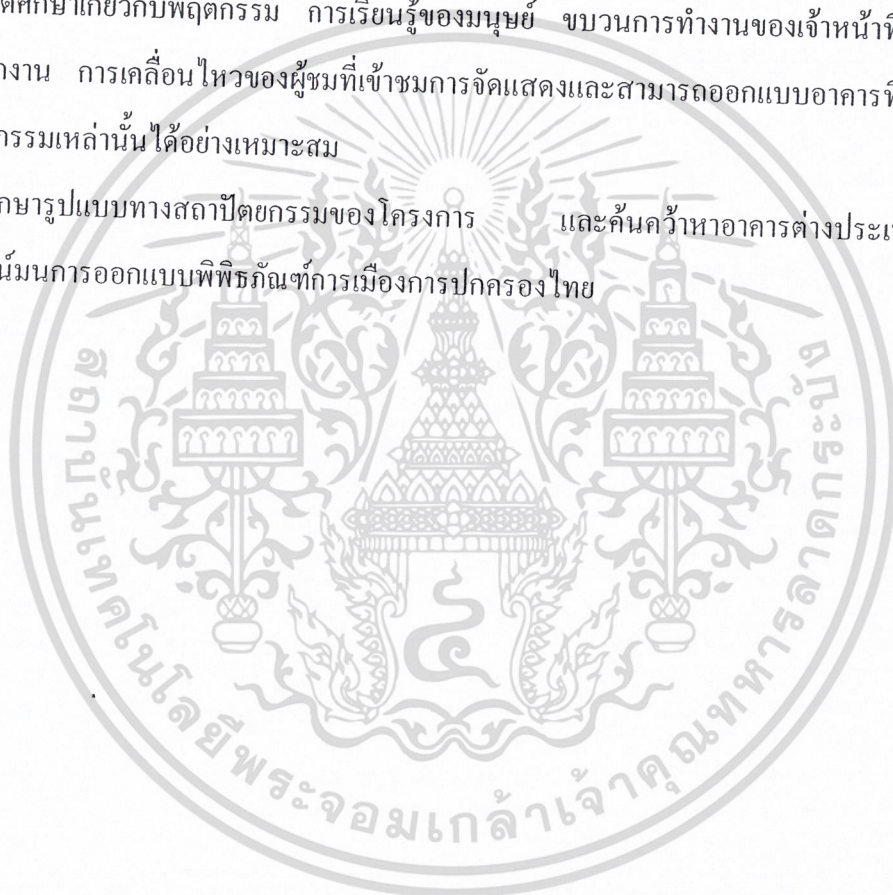 ศึกษาเกี่ยวกับพฤติกรรม การเรียนรู้ของมนุษย์ ขบวนการทำงานของเจ้าหน้าที่
งาน การเคลื่อนไหวของผู้ชมที่เข้าชมการจัดแสดงและสามารถออกแบบอาคารที
กรรมเหล่านั้นได้อย่างเหมาะสม
กษารูปแบบทางสถาปัตยกรรมของโครงการ และค้นคว้าหาอาคารต่างประเ
น์มนการออกแบบพิพิธภัณฑ์การเมืองการปกครองไทย
สถาบันเทคโนโลยีพระจอมเกล้าเจ้าคุณทหารลาดกระบัง